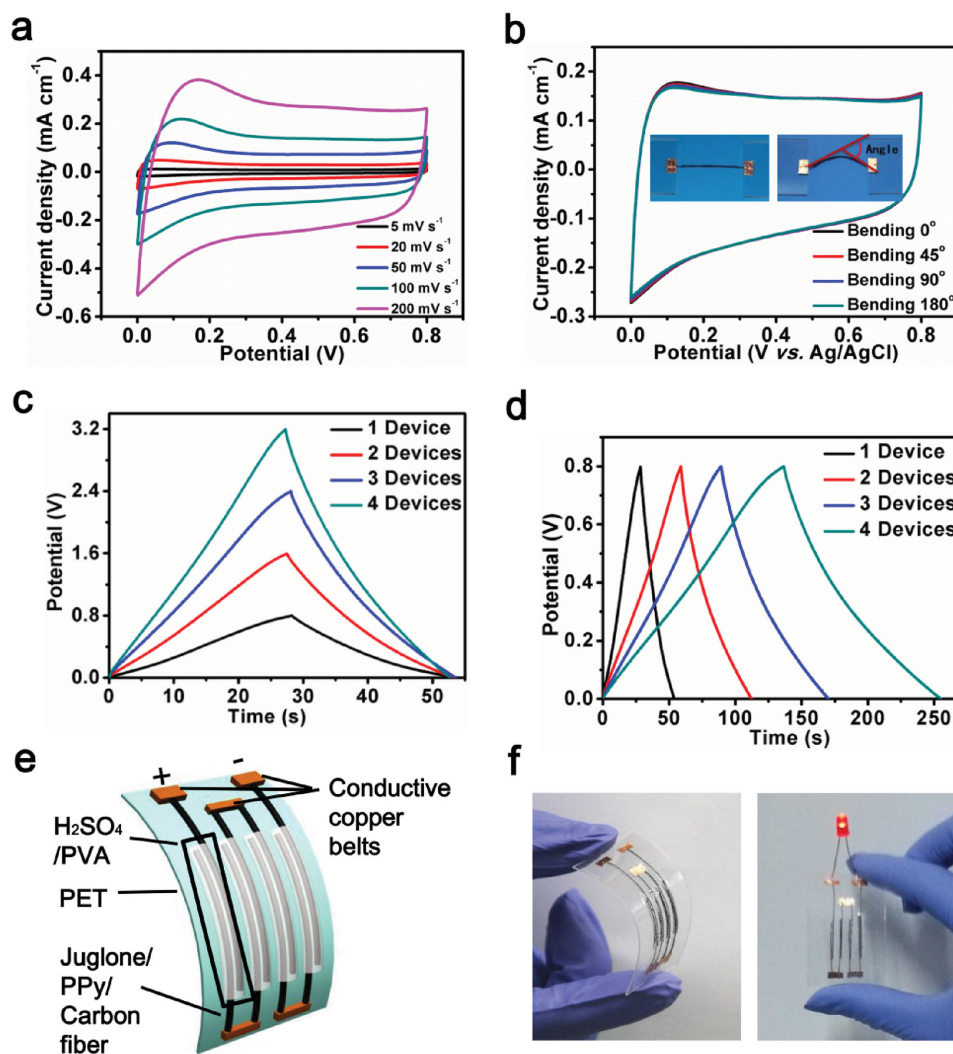 a
Current density (mA cm⁻¹)
0.4
0.2
0.0
-0.2
-0.4
-0.6
5 mV s⁻¹
20 mV s⁻¹
50 mV s⁻¹
100 mV s⁻¹
200 mV s⁻¹
0.0 0.2 0.4 0.6 0.8
Potential (V)
b
Current density (mA cm⁻¹)
0.2
0.1
0.0
-0.1
-0.2
-0.3
Angle
Bending 0°
Bending 45°
Bending 90°
Bending 180°
0.0 0.2 0.4 0.6 0.8
Potential (V vs. Ag/AgCl)
c
Potential (V)
3.2
2.4
1.6
0.8
0.0
1 Device
2 Devices
3 Devices
4 Devices
0 10 20 30 40 50
Time (s)
d
Potential (V)
0.8
0.6
0.4
0.2
0.0
1 Device
2 Devices
3 Devices
4 Devices
0 50 100 150 200 250
Time (s)
e
+ -
Conductive
copper
belts
H₂SO₄
/PVA
PET
Juglone/
PPy/
Carbon
fiber
f